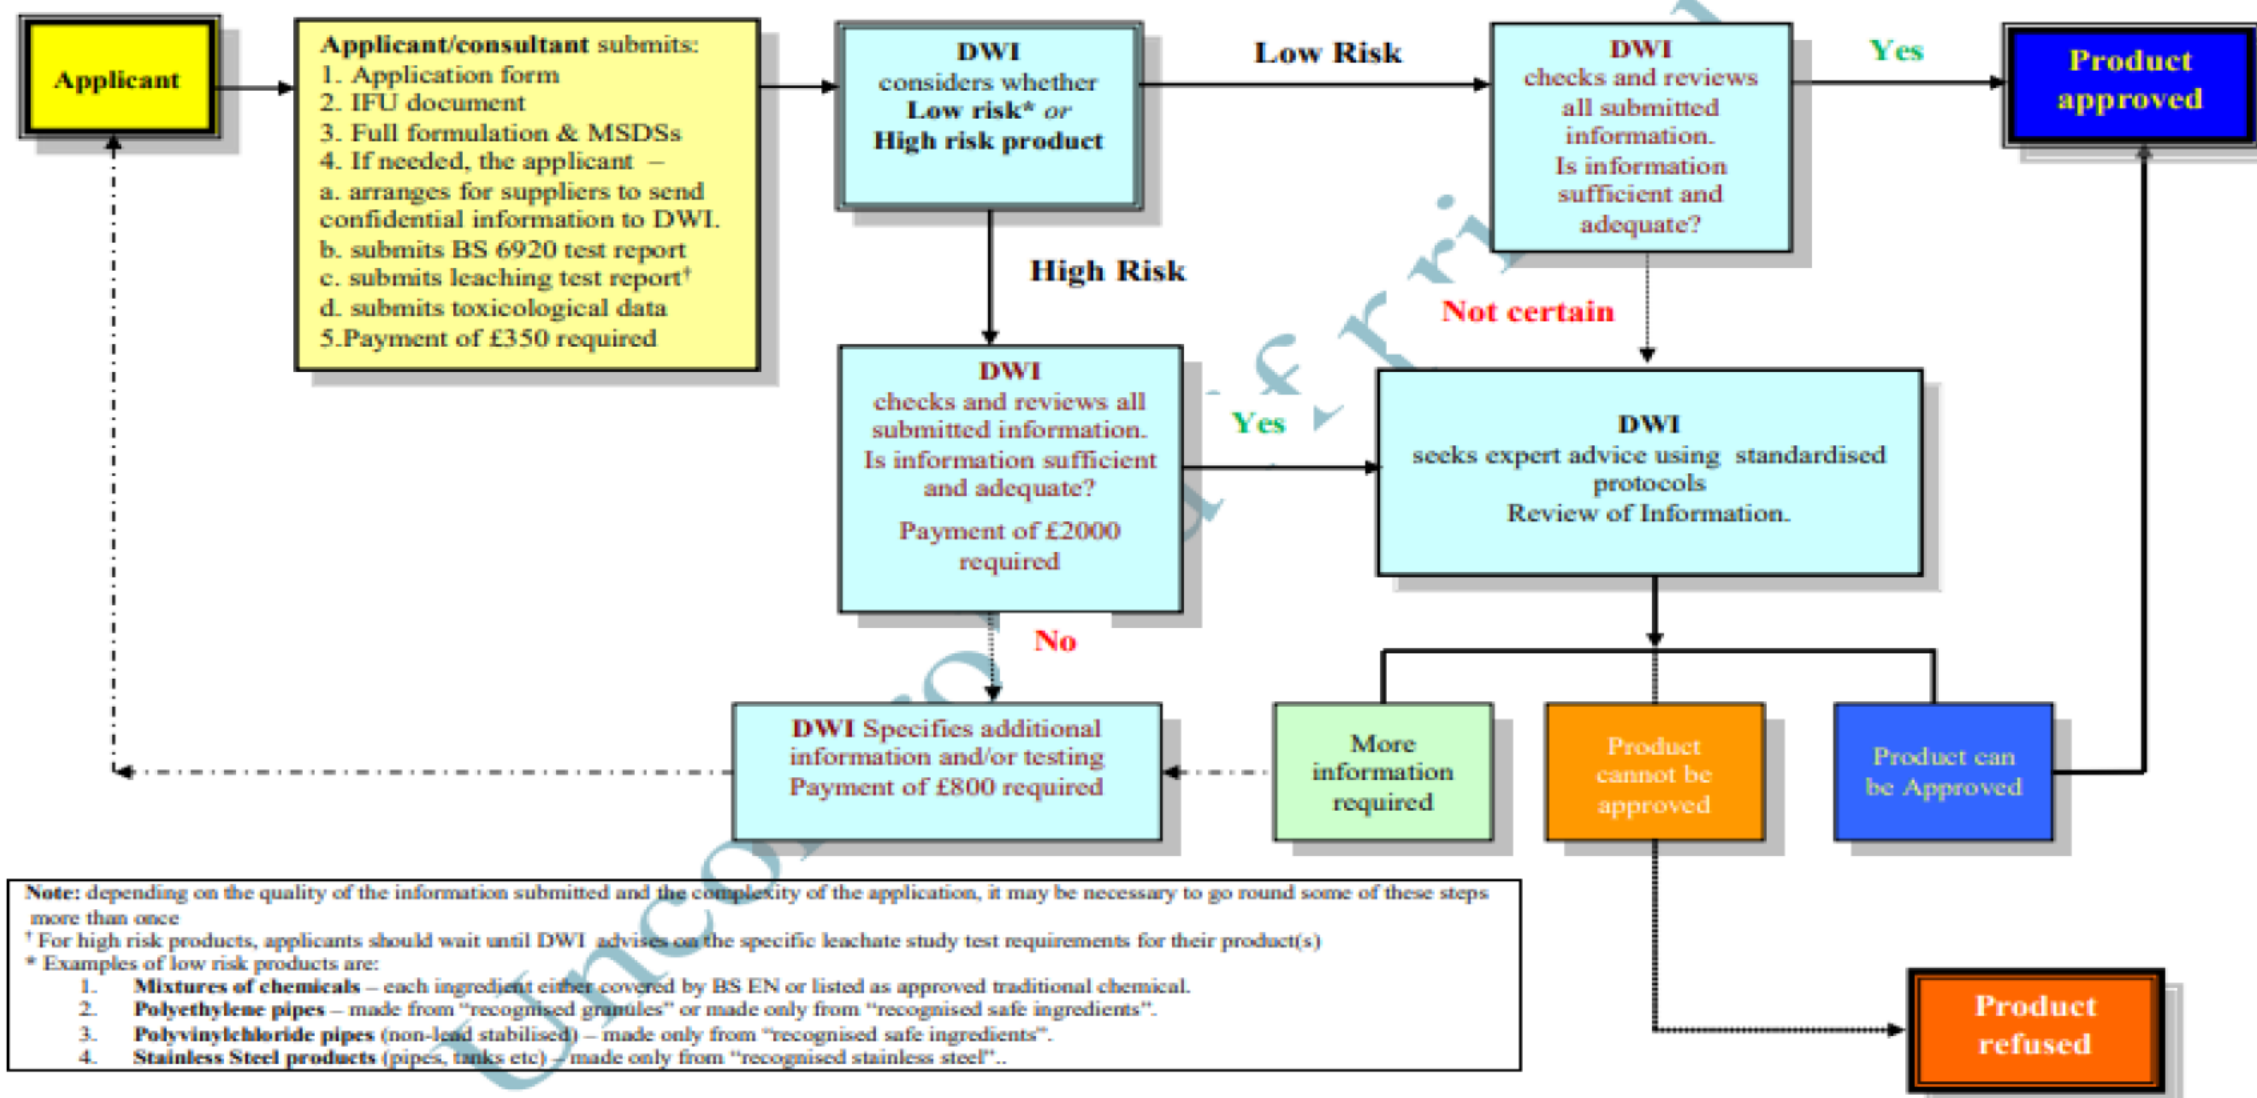 Applicant
Applicant/consultant submits:
1. Application form
2. IFU document
3. Full formulation & MSDSs
4. If needed, the applicant –
a. arranges for suppliers to send
confidential information to DWI.
b. submits BS 6920 test report
c. submits leaching test report†
d. submits toxicological data
5.Payment of £350 required
DWI
considers whether
Low risk* or
High risk product
Low Risk
DWI
checks and reviews
all submitted
information.
Is information
sufficient and
adequate?
Yes
Product
approved
High Risk
Not certain
DWI
checks and reviews all
submitted information.
Is information sufficient
and adequate?
Payment of £2000
required
Yes
DWI
seeks expert advice using standardised
protocols
Review of Information.
No
DWI Specifies additional
information and/or testing
Payment of £800 required
More
information
required
Product
cannot be
approved
Product can
be Approved
Note: depending on the quality of the information submitted and the complexity of the application, it may be necessary to go round some of these steps
more than once
† For high risk products, applicants should wait until DWI advises on the specific leachate study test requirements for their product(s)
* Examples of low risk products are:
1. Mixtures of chemicals – each ingredient either covered by BS EN or listed as approved traditional chemical.
2. Polyethylene pipes – made from “recognised granules” or made only from “recognised safe ingredients”.
3. Polyvinylchloride pipes (non-lead stabilised) – made only from “recognised safe ingredients”.
4. Stainless Steel products (pipes, tanks etc) – made only from “recognised stainless steel”..
Product
refused